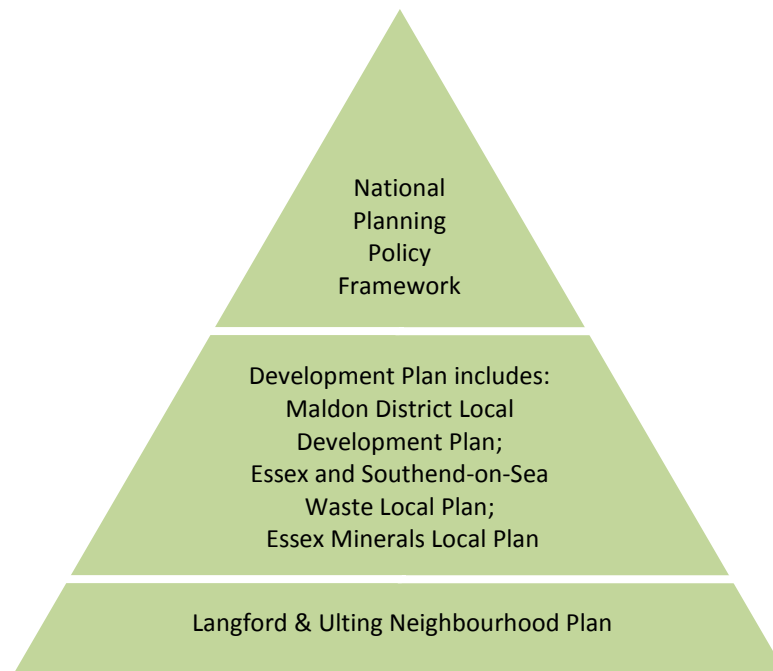 National
Planning
Policy
Framework
Development Plan includes:
Maldon District Local
Development Plan;
Essex and Southend-on-Sea
Waste Local Plan;
Essex Minerals Local Plan
Langford & Ulting Neighbourhood Plan